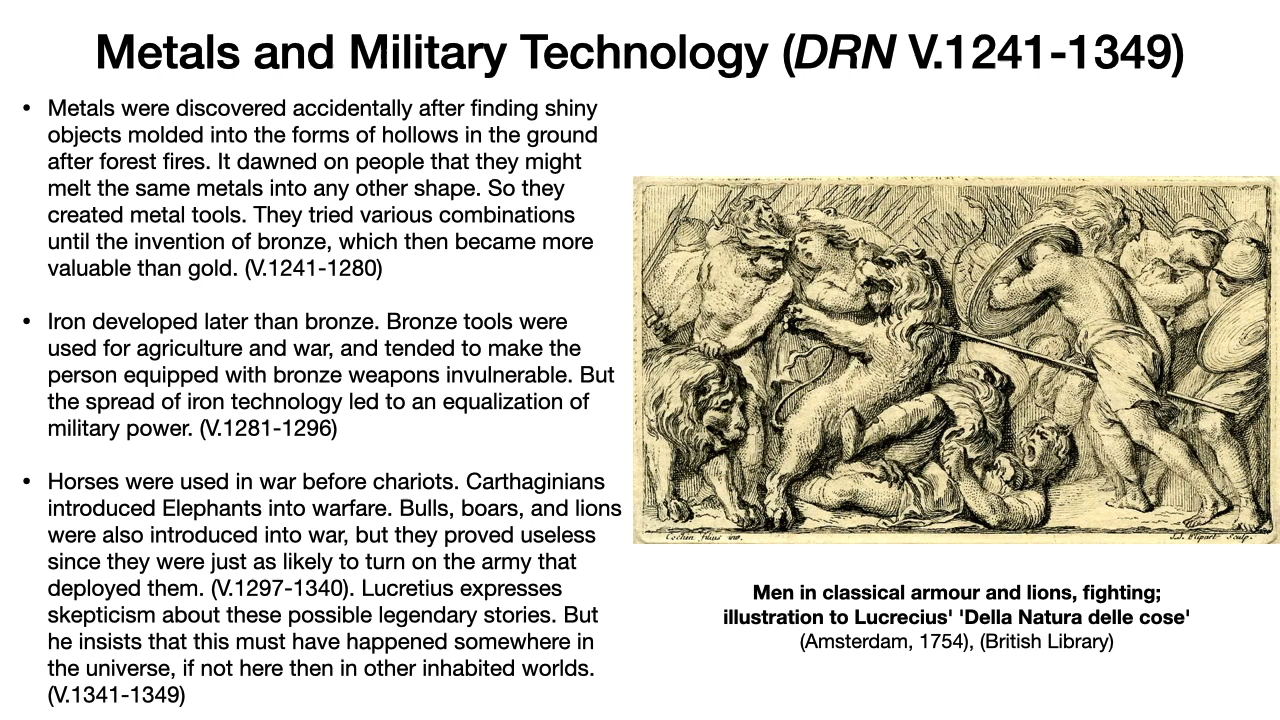 Metals and Military Technology (DRN V.1241-1349)
• Metals were discovered accidentally after finding shiny
objects molded into the forms of hollows in the ground
after forest fires. It dawned on people that they might
melt the same metals into any other shape. So they
created metal tools. They tried various combinations
until the invention of bronze, which then became more
valuable than gold. (V.1241-1280)
• Iron developed later than bronze. Bronze tools were
used for agriculture and war, and tended to make the
person equipped with bronze weapons invulnerable. But
the spread of iron technology led to an equalization of
military power. (V.1281-1296)
• Horses were used in war before chariots. Carthaginians
introduced Elephants into warfare. Bulls, boars, and lions
were also introduced into war, but they proved useless
since they were just as likely to turn on the army that
deployed them. (V.1297-1340). Lucretius expresses
skepticism about these possible legendary stories. But
he insists that this must have happened somewhere in
the universe, if not here then in other inhabited worlds.
(V.1341-1349)
Cochin filius inv.
J.J. Flipart Sculp.
Men in classical armour and lions, fighting;
illustration to Lucrecius' 'Della Natura delle cose'
(Amsterdam, 1754), (British Library)